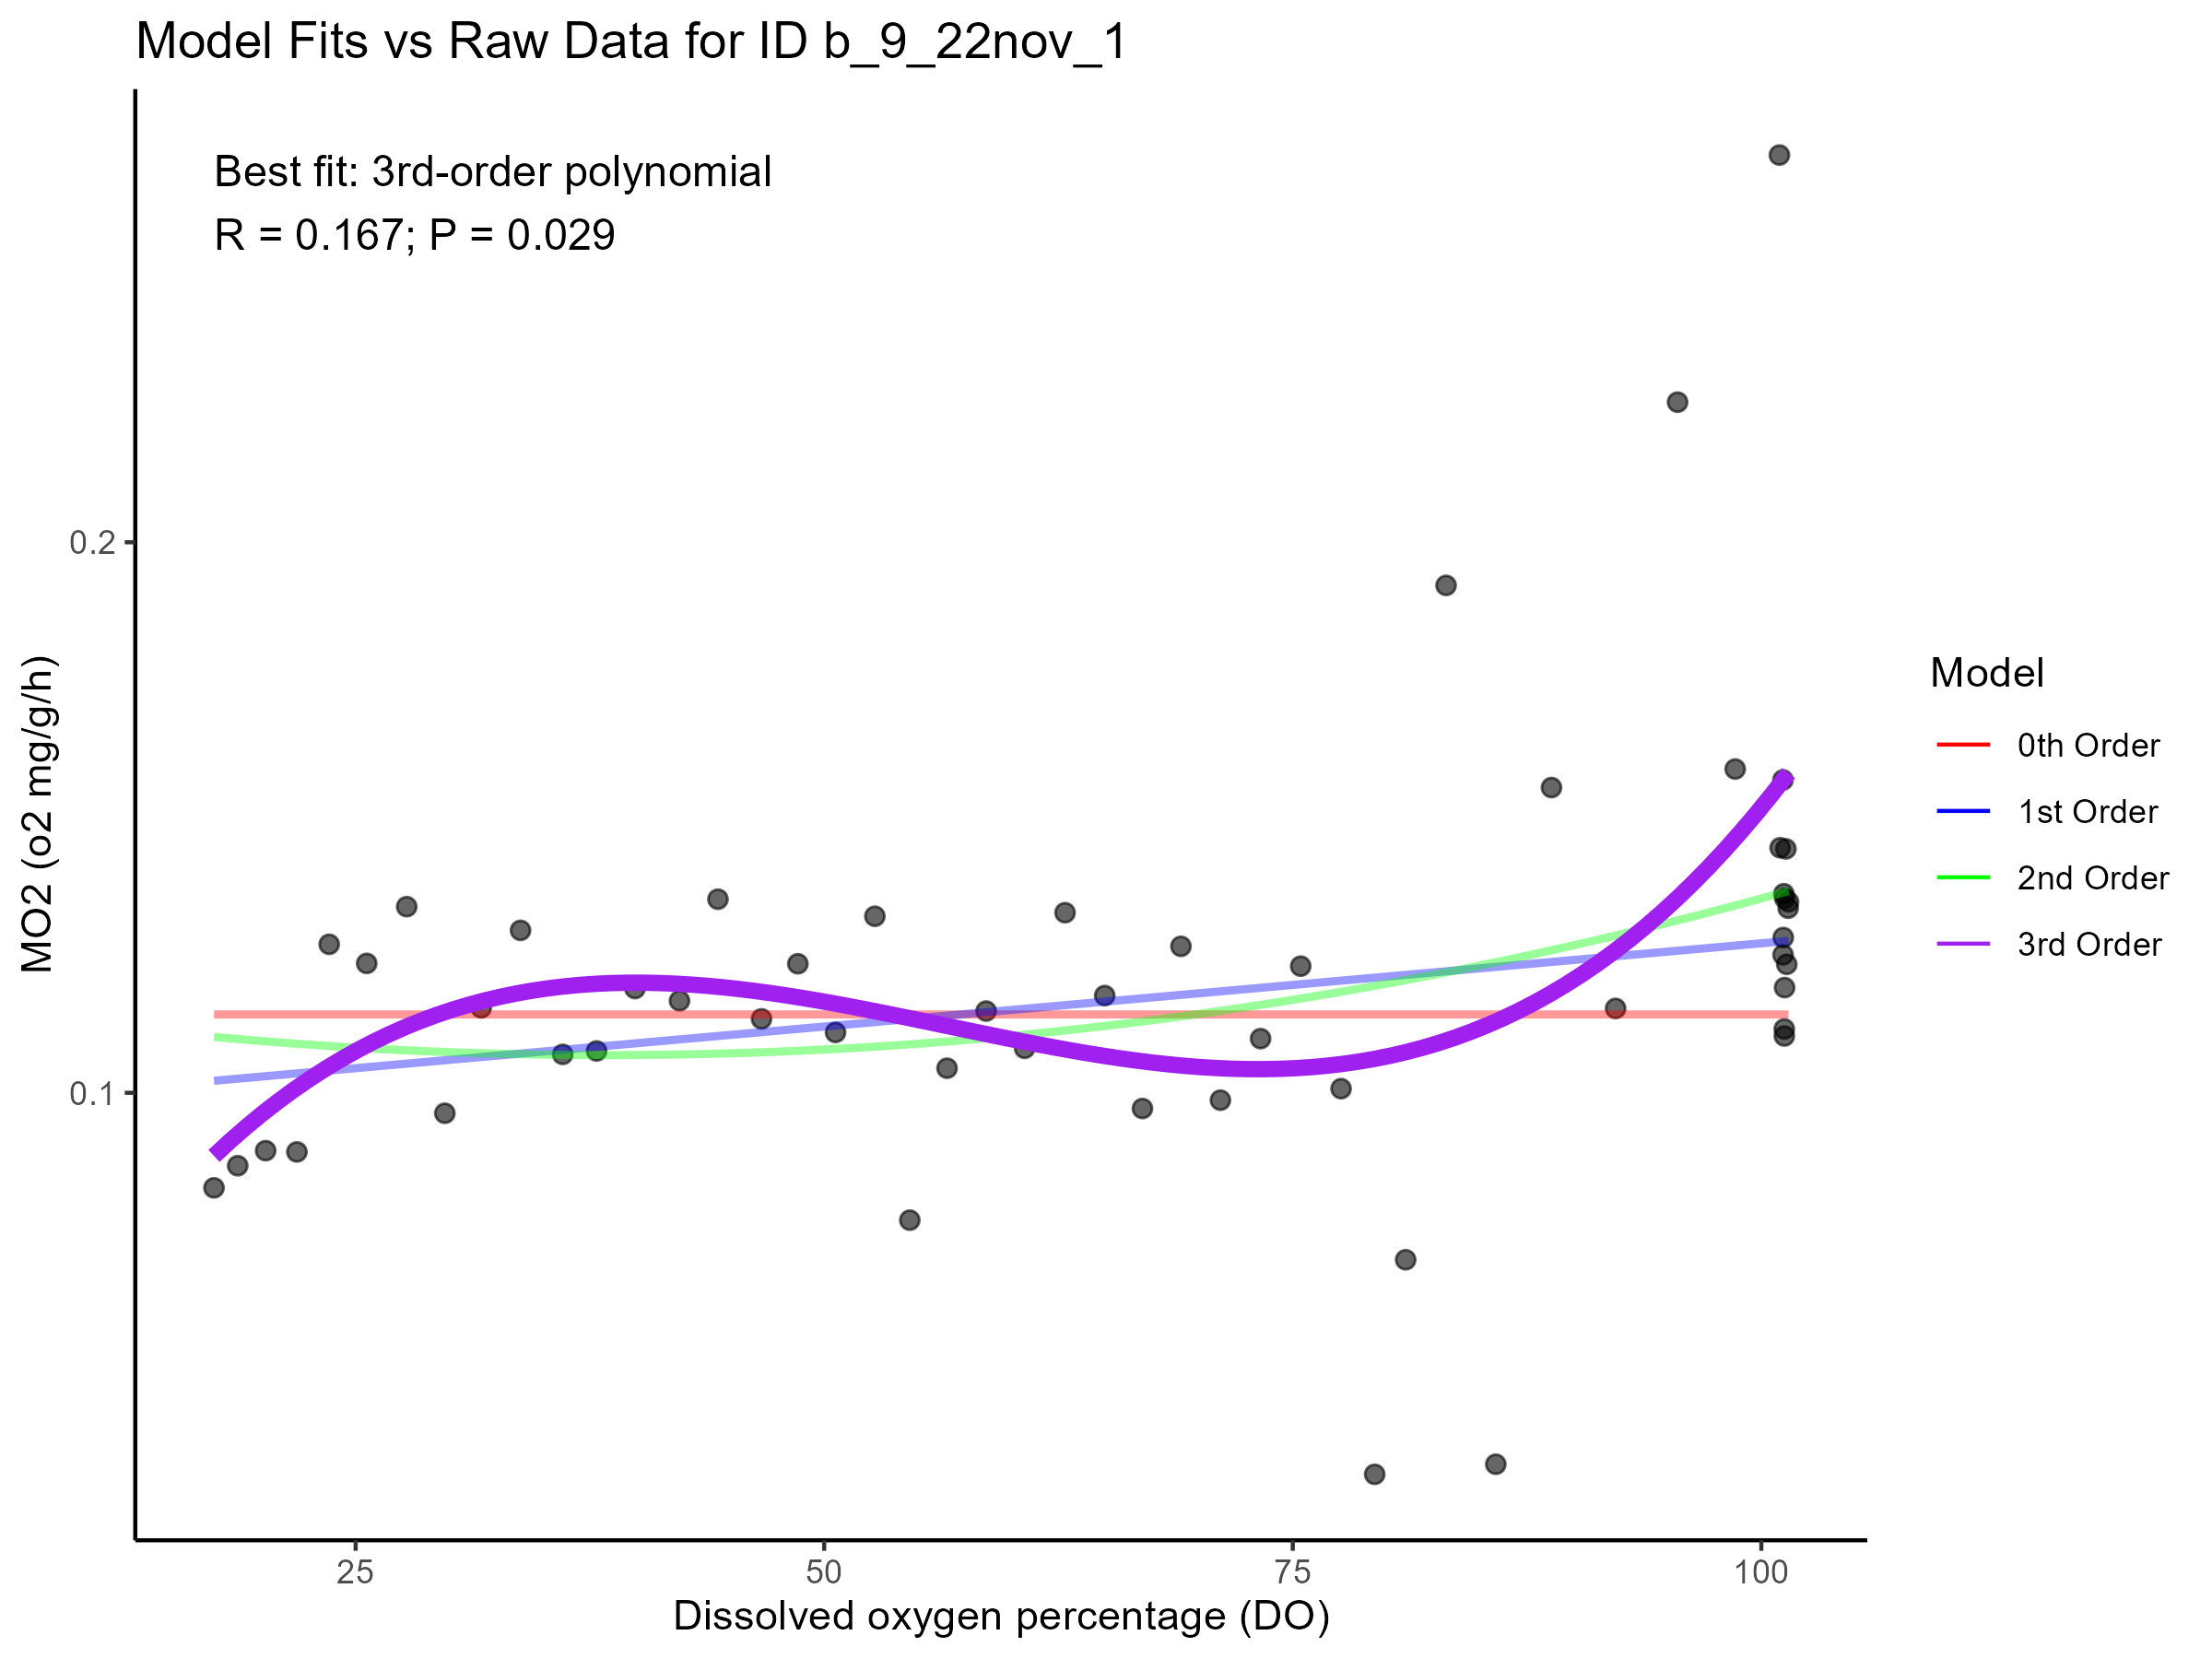 Model Fits vs Raw Data for ID b_9_22nov_1
Best fit: 3rd-order polynomial
R = 0.167; P = 0.029
MO2 (o2 mg/g/h)
0.2
0.1
25 50 75 100
Dissolved oxygen percentage (DO)
Model
0th Order
1st Order
2nd Order
3rd Order